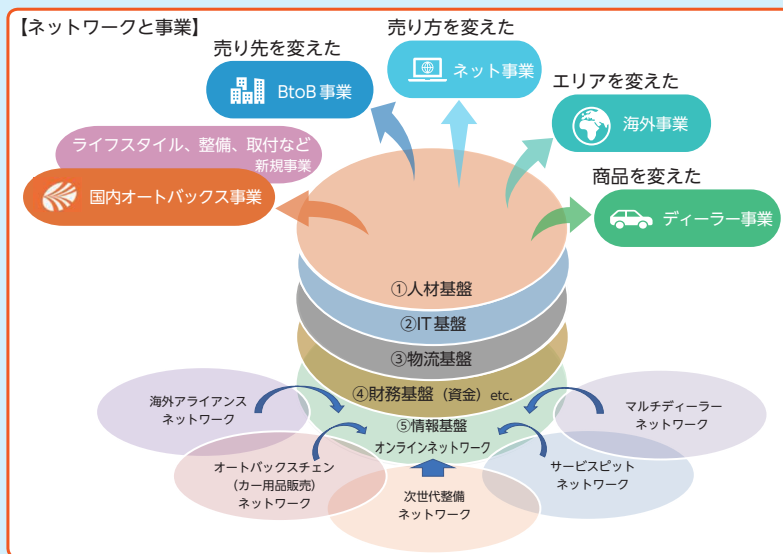 【ネットワークと事業】
売り方を変えた
ネット事業
売り先を変えた
BtoB 事業
エリアを変えた
海外事業
ライフスタイル、整備、取付など
新規事業
国内オートバックス事業
商品を変えた
ディーラー事業
①人材基盤
②IT 基盤
③物流基盤
④財務基盤（資金）etc.
⑤情報基盤
オンラインネットワーク
海外アライアンス
ネットワーク
マルチディーラー
ネットワーク
オートバックスチェン
（カー用品販売）
ネットワーク
サービスピット
ネットワーク
次世代整備
ネットワーク